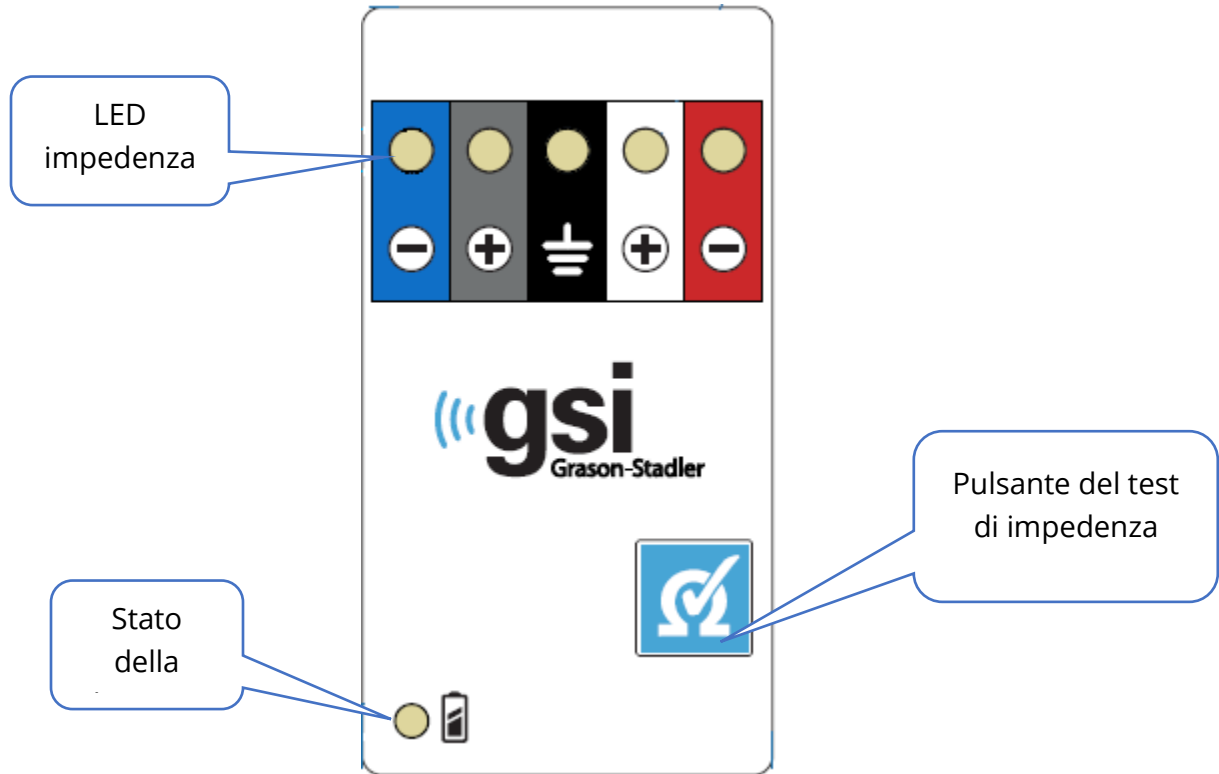 LED
impedenza
gsi
Grason-Stadler
Pulsante del test
di impedenza
Stato
della